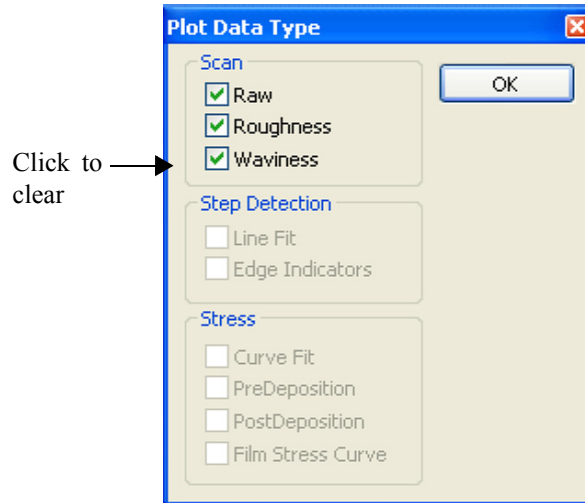 Plot Data Type
Scan
Raw
Roughness
Waviness
OK
Click to
clear
Step Detection
Line Fit
Edge Indicators
Stress
Curve Fit
PreDeposition
PostDeposition
Film Stress Curve